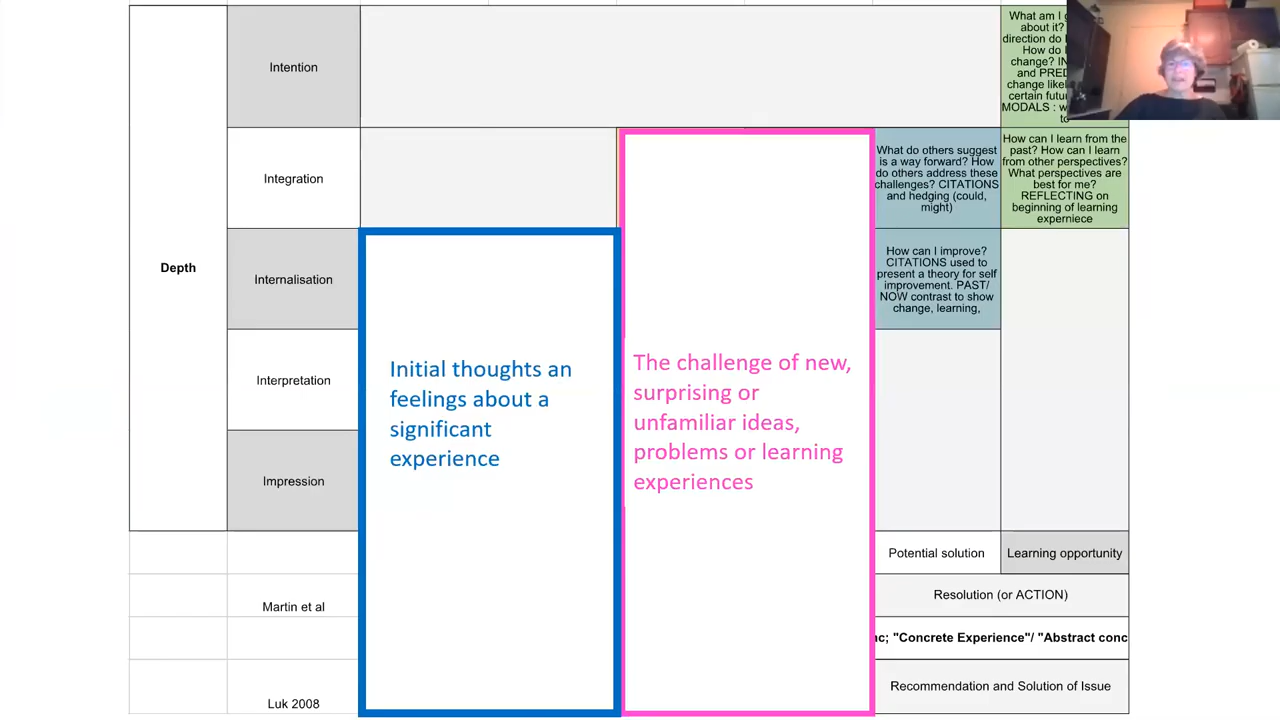 Intention
What am I
about it?
direction do
How do
change? IN
and PRED
change like
certain futu
MODALS : w
to
Integration
What do others suggest
is a way forward? How
do others address these
challenges? CITATIONS
and hedging (could,
might)
How can I learn from the
past? How can I learn
from other perspectives?
What perspectives are
best for me?
REFLECTING on
beginning of learning
experniece
Depth
Internalisation
How can I improve?
CITATIONS used to
present a theory for self
improvement. PAST/
NOW contrast to show
change, learning,
Initial thoughts an
feelings about a
significant
experience
The challenge of new,
surprising or
unfamiliar ideas,
problems or learning
experiences
Interpretation
Impression
Potential solution
Learning opportunity
Martin et al
Resolution (or ACTION)
nc; "Concrete Experience"/ "Abstract conc
Luk 2008
Recommendation and Solution of Issue